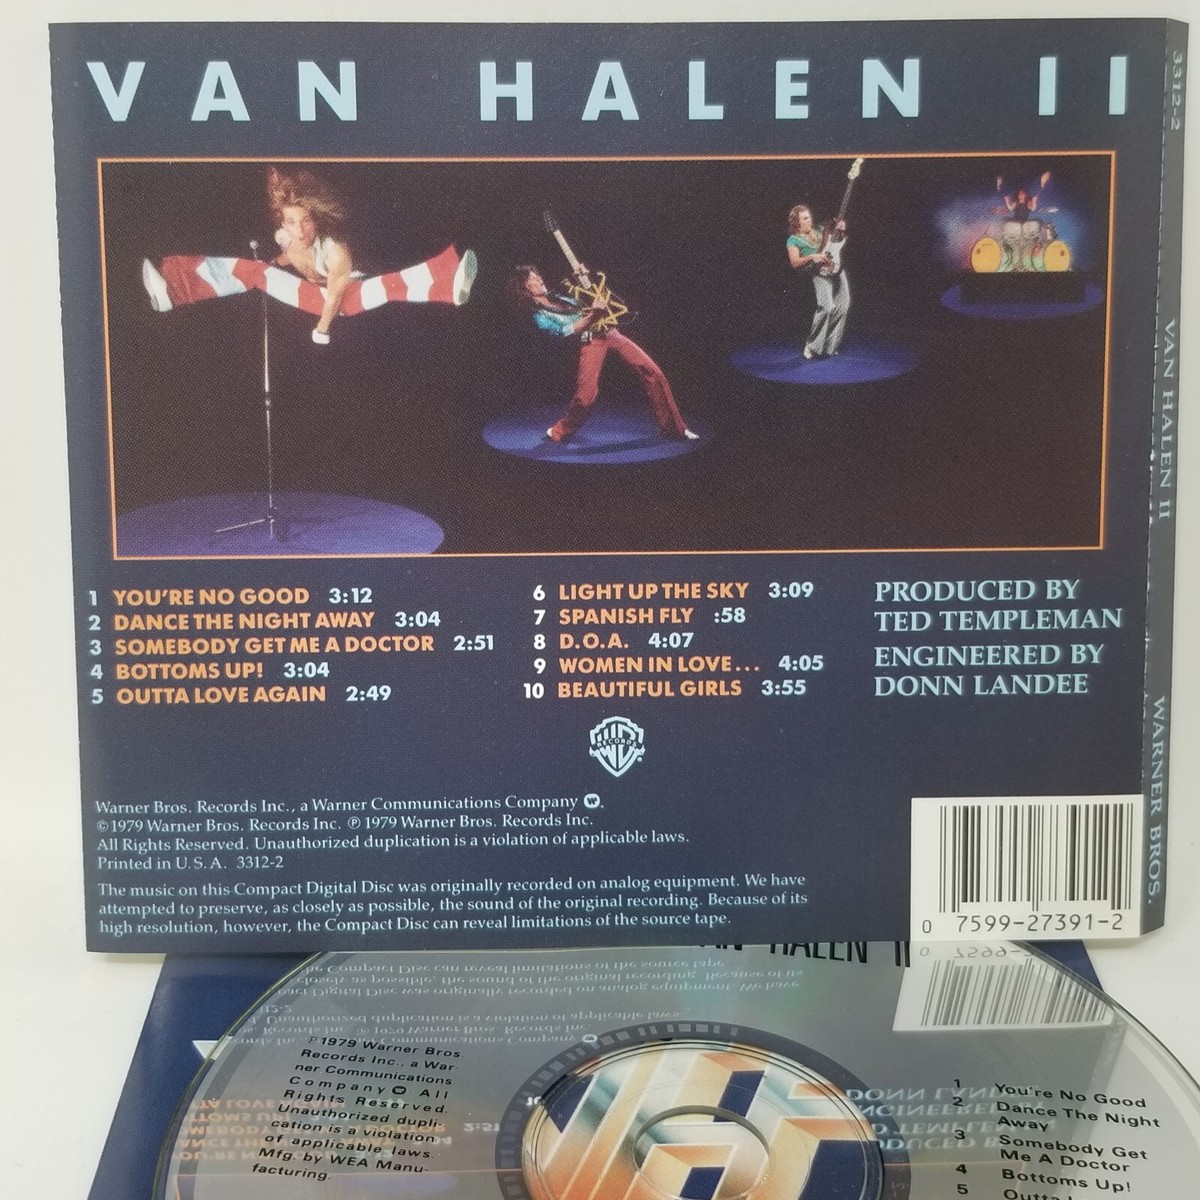 VAN HALEN II
3312-2
VAN HALEN II
WARNER BROS.
1 YOU'RE NO GOOD 3:12
2 DANCE THE NIGHT AWAY 3:04
3 SOMEBODY GET ME A DOCTOR 2:51
4 BOTTOMS UP! 3:04
5 OUTTA LOVE AGAIN 2:49
6 LIGHT UP THE SKY 3:09
7 SPANISH FLY :58
8 D.O.A. 4:07
9 WOMEN IN LOVE... 4:05
10 BEAUTIFUL GIRLS 3:55
PRODUCED BY
TED TEMPLEMAN
ENGINEERED BY
DONN LANDEE
RECORDS
Warner Bros. Records Inc., a Warner Communications Company
©1979 Warner Bros. Records Inc. ℗ 1979 Warner Bros. Records Inc.
All Rights Reserved. Unauthorized duplication is a violation of applicable laws.
Printed in U.S.A. 3312-2
The music on this Compact Digital Disc was originally recorded on analog equipment. We have
attempted to preserve, as closely as possible, the sound of the original recording. Because of its
high resolution, however, the Compact Disc can reveal limitations of the source tape.
0 7599-27391-2
VAN HALEN II
℗ 1979 Warner Bros.
Records Inc., a War-
ner Communications
Company All
Rights Reserved.
Unauthorized dupli-
cation is a violation
of applicable laws.
Mfg. by WEA Manu-
facturing.
1 You're No Good
2 Dance The Night
Away
3 Somebody Get
Me A Doctor
4 Bottoms Up!
5 Outta